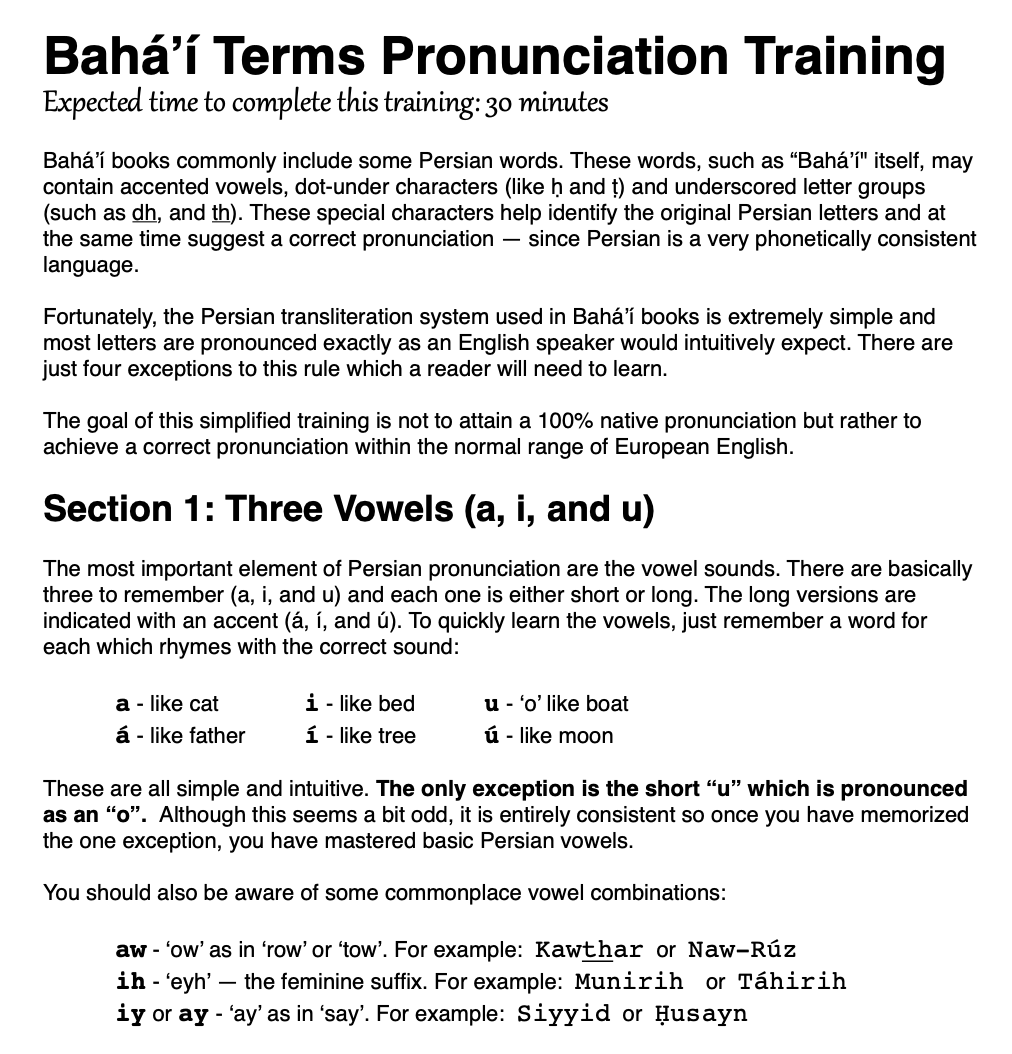 Bahá’í Terms Pronunciation Training
Expected time to complete this training: 30 minutes
Bahá’í books commonly include some Persian words. These words, such as “Bahá’í" itself, may
contain accented vowels, dot-under characters (like ḥ and ṭ) and underscored letter groups
(such as dh, and th). These special characters help identify the original Persian letters and at
the same time suggest a correct pronunciation — since Persian is a very phonetically consistent
language.
Fortunately, the Persian transliteration system used in Bahá’í books is extremely simple and
most letters are pronounced exactly as an English speaker would intuitively expect. There are
just four exceptions to this rule which a reader will need to learn.
The goal of this simplified training is not to attain a 100% native pronunciation but rather to
achieve a correct pronunciation within the normal range of European English.
Section 1: Three Vowels (a, i, and u)
The most important element of Persian pronunciation are the vowel sounds. There are basically
three to remember (a, i, and u) and each one is either short or long. The long versions are
indicated with an accent (á, í, and ú). To quickly learn the vowels, just remember a word for
each which rhymes with the correct sound:
a - like cat i - like bed u - ‘o’ like boat
á - like father í - like tree ú - like moon
These are all simple and intuitive. The only exception is the short “u” which is pronounced
as an “o”. Although this seems a bit odd, it is entirely consistent so once you have memorized
the one exception, you have mastered basic Persian vowels.
You should also be aware of some commonplace vowel combinations:
aw - ‘ow’ as in ‘row’ or ‘tow’. For example: Kawthar or Naw-Rúz
ih - ‘eyh’ — the feminine suffix. For example: Munirih or Táhirih
iy or ay - ‘ay’ as in ‘say’. For example: Siyyid or Ḥusayn